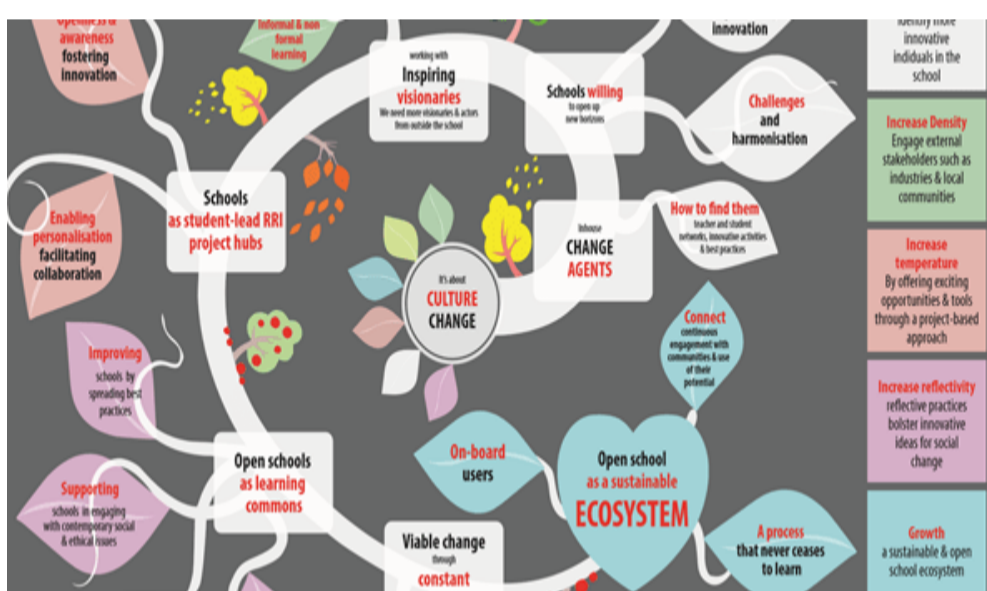 Openness &
awareness
fostering
innovation
Informal & non
formal
learning
working with
Inspiring
visionaries
We need more visionaries & actors
from outside the school
Schools willing
to open up
new horizons
innovation
Challenges
and
harmonisation
Identify more
innovative
indiduals in the
school
Increase Density
Engage external
stakeholders such as
industries & local
communities
Enabling
personalisation
facilitating
collaboration
Schools
as student-lead RRI
project hubs
It's about
CULTURE
CHANGE
Inhouse
CHANGE
AGENTS
How to find them
teacher and student
networks, innovative activities
& best practices
Increase
temperature
By offering exciting
opportunities & tools
through a project-based
approach
Improving
schools by
spreading best
practices
Connect
continuous
engagement with
communities & use
of their
potential
Increase reflectivity
reflective practices
bolster innovative
ideas for social
change
Supporting
schools in engaging
with contemporary social
& ethical issues
Open schools
as learning
commons
On-board
users
Open school
as a sustainable
ECOSYSTEM
Viable change
through
constant
A process
that never ceases
to learn
Growth
a sustainable & open
school ecosystem